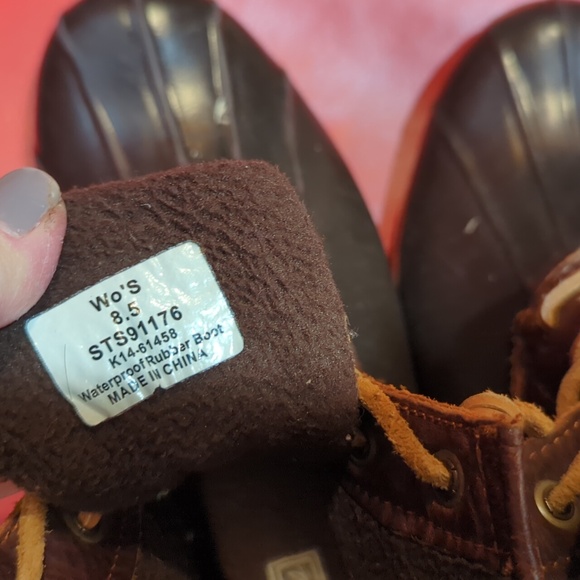 Wo'S
8.5
STS91176
K14-61458
Waterproof Rubber Boot
MADE IN CHINA